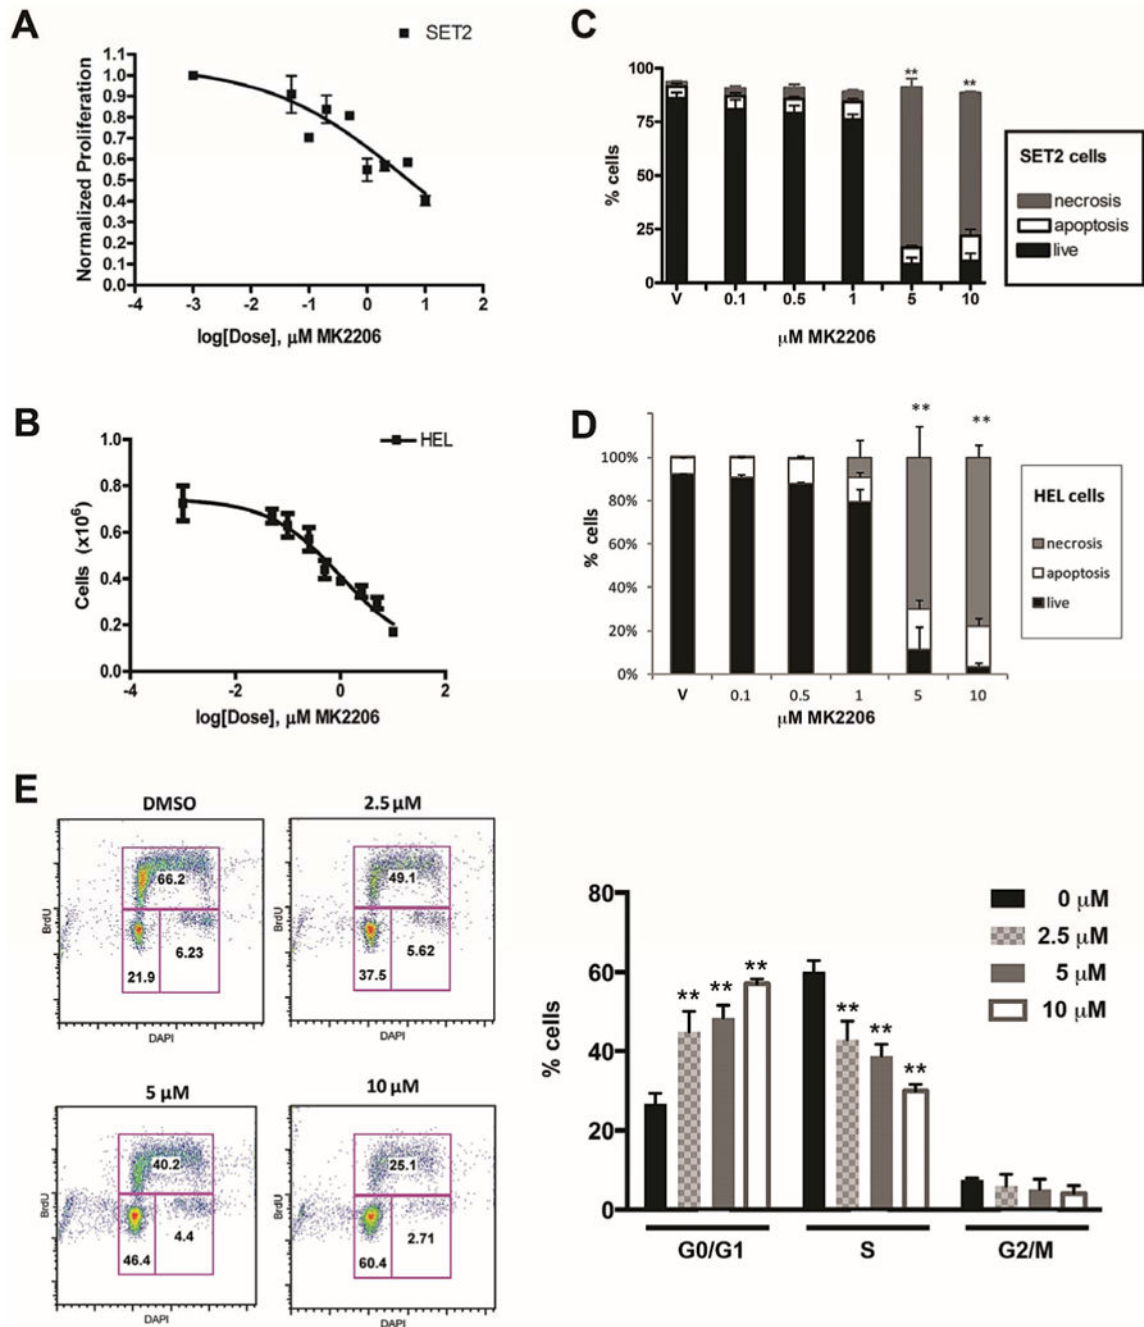 A
SET2
1.1
1.0
0.9
0.8
0.7
0.6
0.5
0.4
0.3
0.2
0.1
0.0
Normalized Proliferation
-4 -3 -2 -1 0 1 2
log[Dose], µM MK2206
C
100
75
50
25
0
% cells
** **
V 0.1 0.5 1 5 10
µM MK2206
SET2 cells
necrosis
apoptosis
live
B
HEL
1.0
0.8
0.6
0.4
0.2
0.0
Cells (x10⁶)
-4 -2 0 2
log[Dose], µM MK2206
D
** **
100%
80%
60%
40%
20%
0%
% cells
V 0.1 0.5 1 5 10
µM MK2206
HEL cells
necrosis
apoptosis
live
E
DMSO
66.2
6.23
21.9
BrdU
DAPI
2.5 µM
49.1
5.62
37.5
BrdU
DAPI
5 µM
40.2
4.4
46.4
BrdU
DAPI
10 µM
25.1
2.71
60.4
BrdU
DAPI
80
60
40
20
0
% cells
** ** **
** ** **
0 µM
2.5 µM
5 µM
10 µM
G0/G1 S G2/M